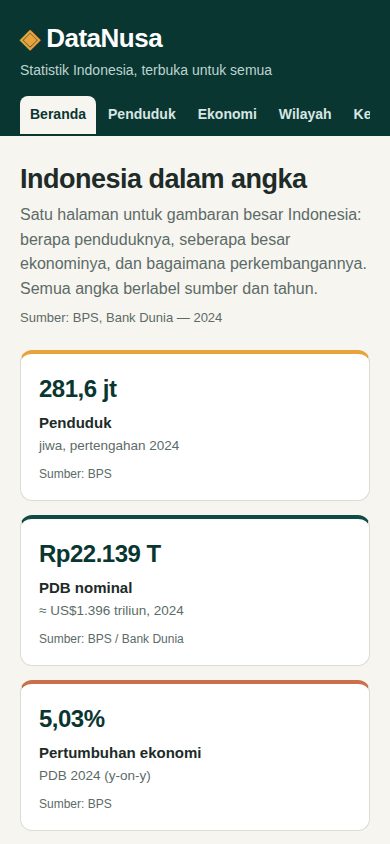 DataNusa
Statistik Indonesia, terbuka untuk semua
Beranda Penduduk Ekonomi Wilayah Ke
Indonesia dalam angka
Satu halaman untuk gambaran besar Indonesia:
berapa penduduknya, seberapa besar
ekonominya, dan bagaimana perkembangannya.
Semua angka berlabel sumber dan tahun.
Sumber: BPS, Bank Dunia — 2024
281,6 jt
Penduduk
jiwa, pertengahan 2024
Sumber: BPS
Rp22.139 T
PDB nominal
≈ US$1.396 triliun, 2024
Sumber: BPS / Bank Dunia
5,03%
Pertumbuhan ekonomi
PDB 2024 (y-on-y)
Sumber: BPS